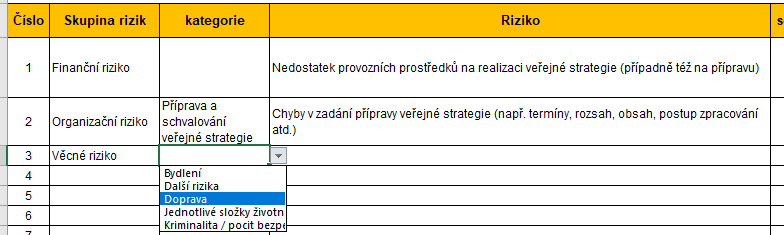 Číslo Skupina rizik kategorie Riziko
1 Finanční riziko Nedostatek provozních prostředků na realizaci veřejné strategie (případně též na přípravu)
Příprava a
schvalování
veřejné strategie
2 Organizační riziko Chyby v zadání přípravy veřejné strategie (např. termíny, rozsah, obsah, postup zpracování
atd.)
3 Věcné riziko
4
5
6
7
Bydlení
Další rizika
Doprava
Jednotlivé složky životn
Kriminalita / pocit bezpe